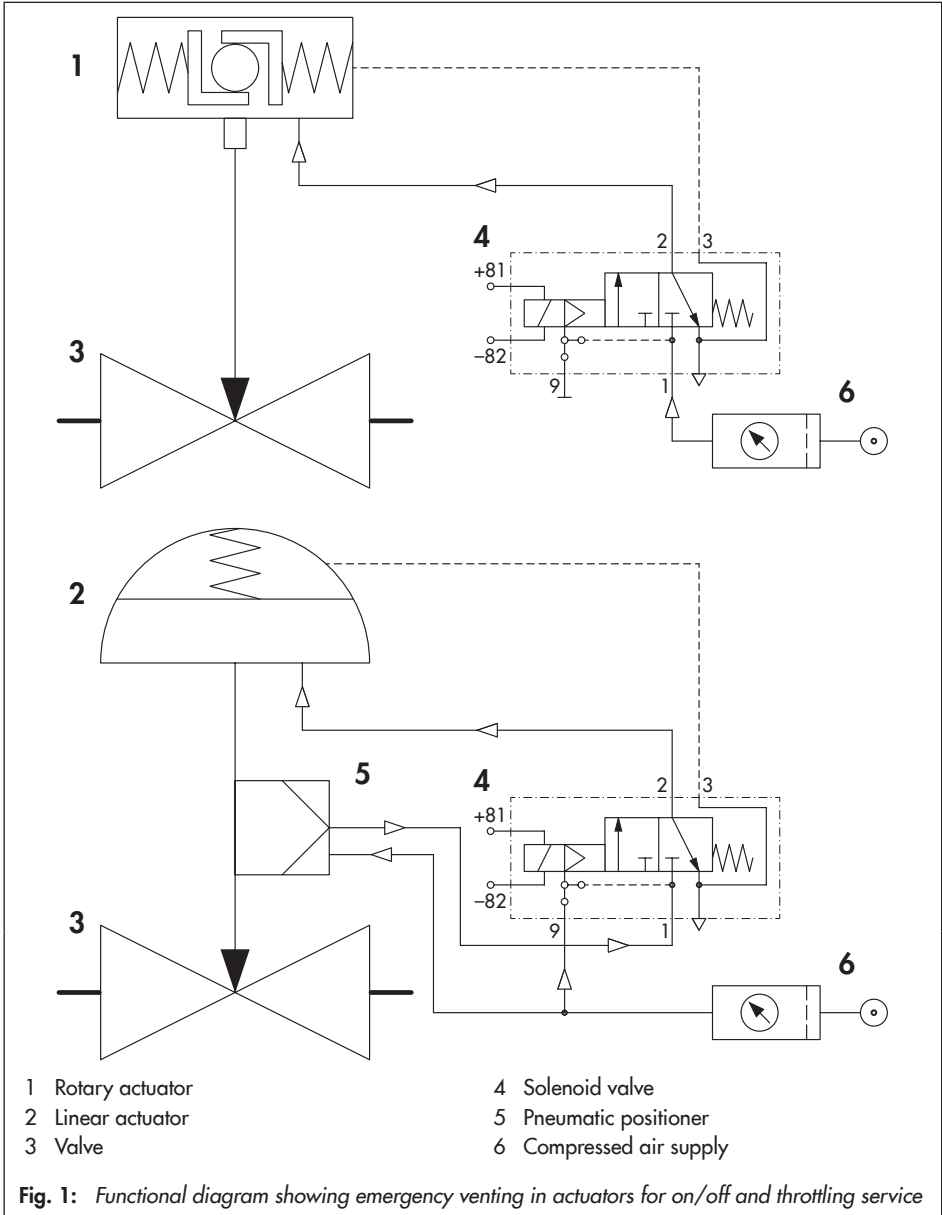 1
4
2 3
+81
−82
9
1
6
3
2
5
4
2 3
+81
−82
9
1
6
3
1 Rotary actuator
2 Linear actuator
3 Valve
4 Solenoid valve
5 Pneumatic positioner
6 Compressed air supply
Fig. 1: Functional diagram showing emergency venting in actuators for on/off and throttling service